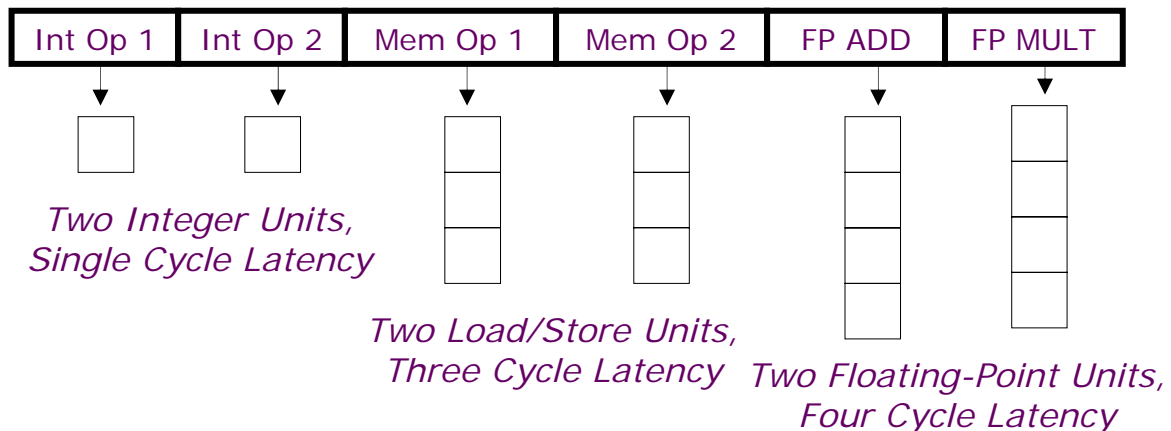 Int Op 1 Int Op 2 Mem Op 1 Mem Op 2 FP ADD FP MULT
Two Integer Units,
Single Cycle Latency
Two Load/Store Units,
Three Cycle Latency
Two Floating-Point Units,
Four Cycle Latency